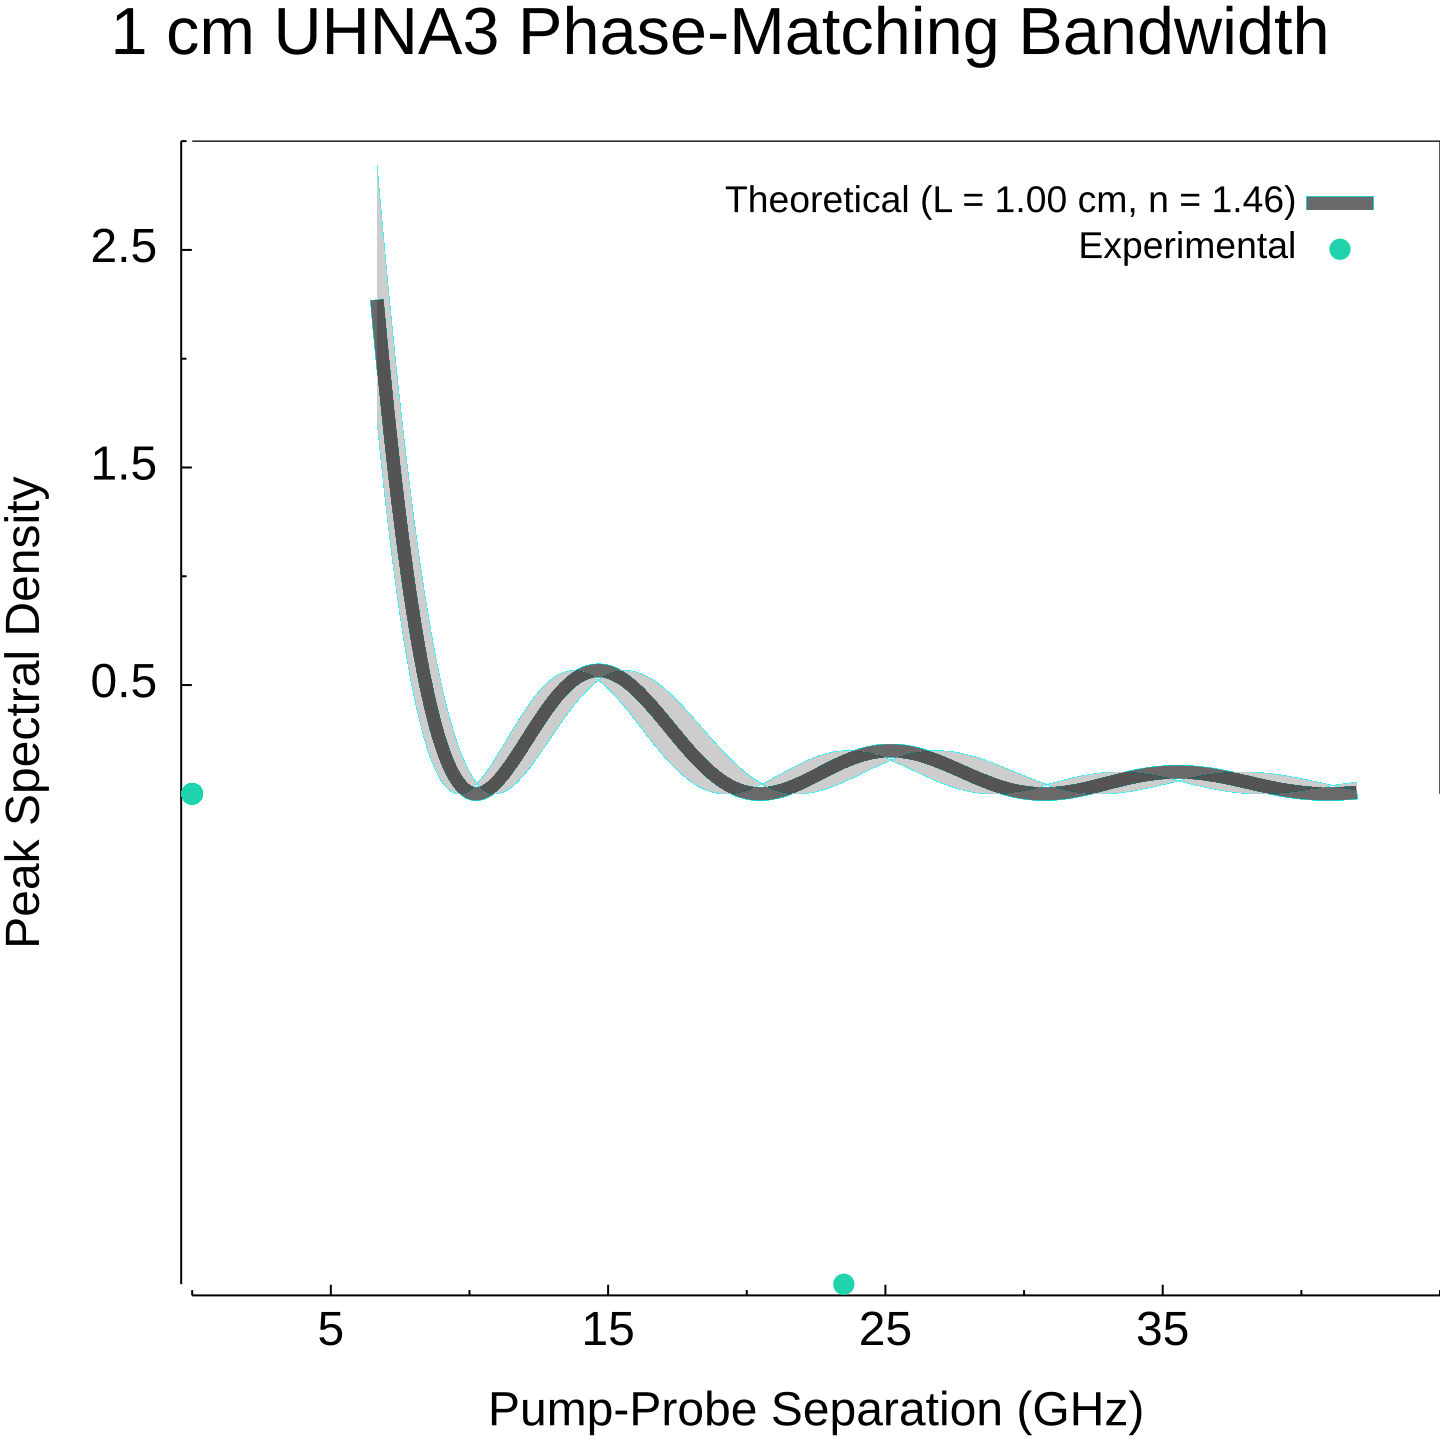 1 cm UHNA3 Phase-Matching Bandwidth
Theoretical (L = 1.00 cm, n = 1.46)
Experimental
2.5
1.5
0.5
Peak Spectral Density
5
15
25
35
Pump-Probe Separation (GHz)